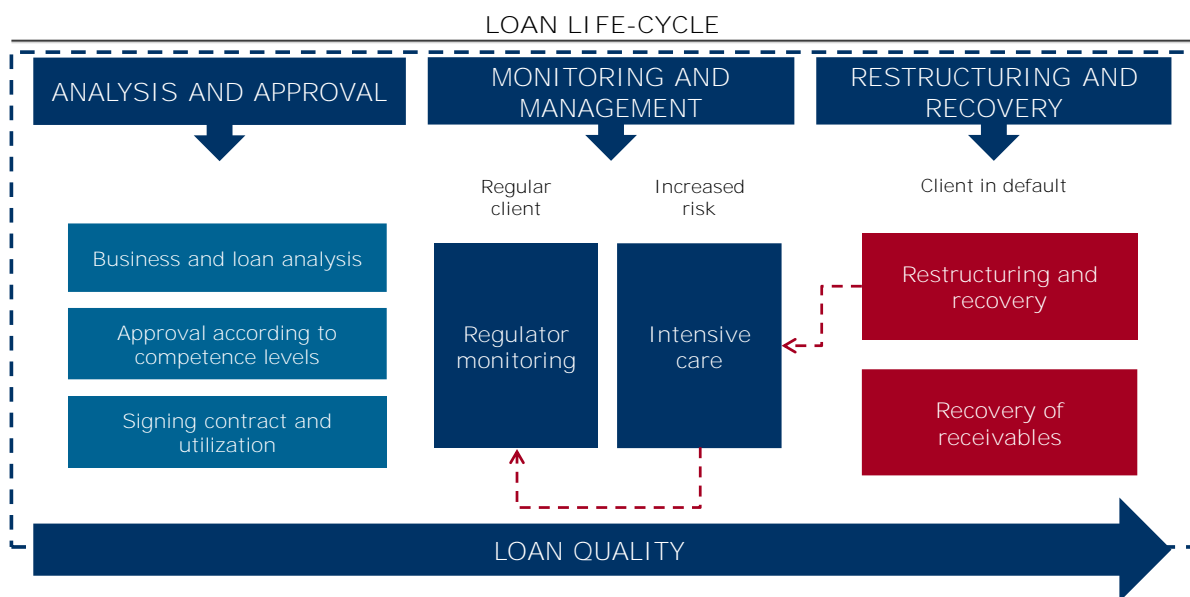 LOAN LIFE-CYCLE
ANALYSIS AND APPROVAL
MONITORING AND
MANAGEMENT
RESTRUCTURING AND
RECOVERY
Regular
client
Increased
risk
Client in default
Business and loan analysis
Approval according to
competence levels
Signing contract and
utilization
Regulator
monitoring
Intensive
care
Restructuring and
recovery
Recovery of
receivables
LOAN QUALITY